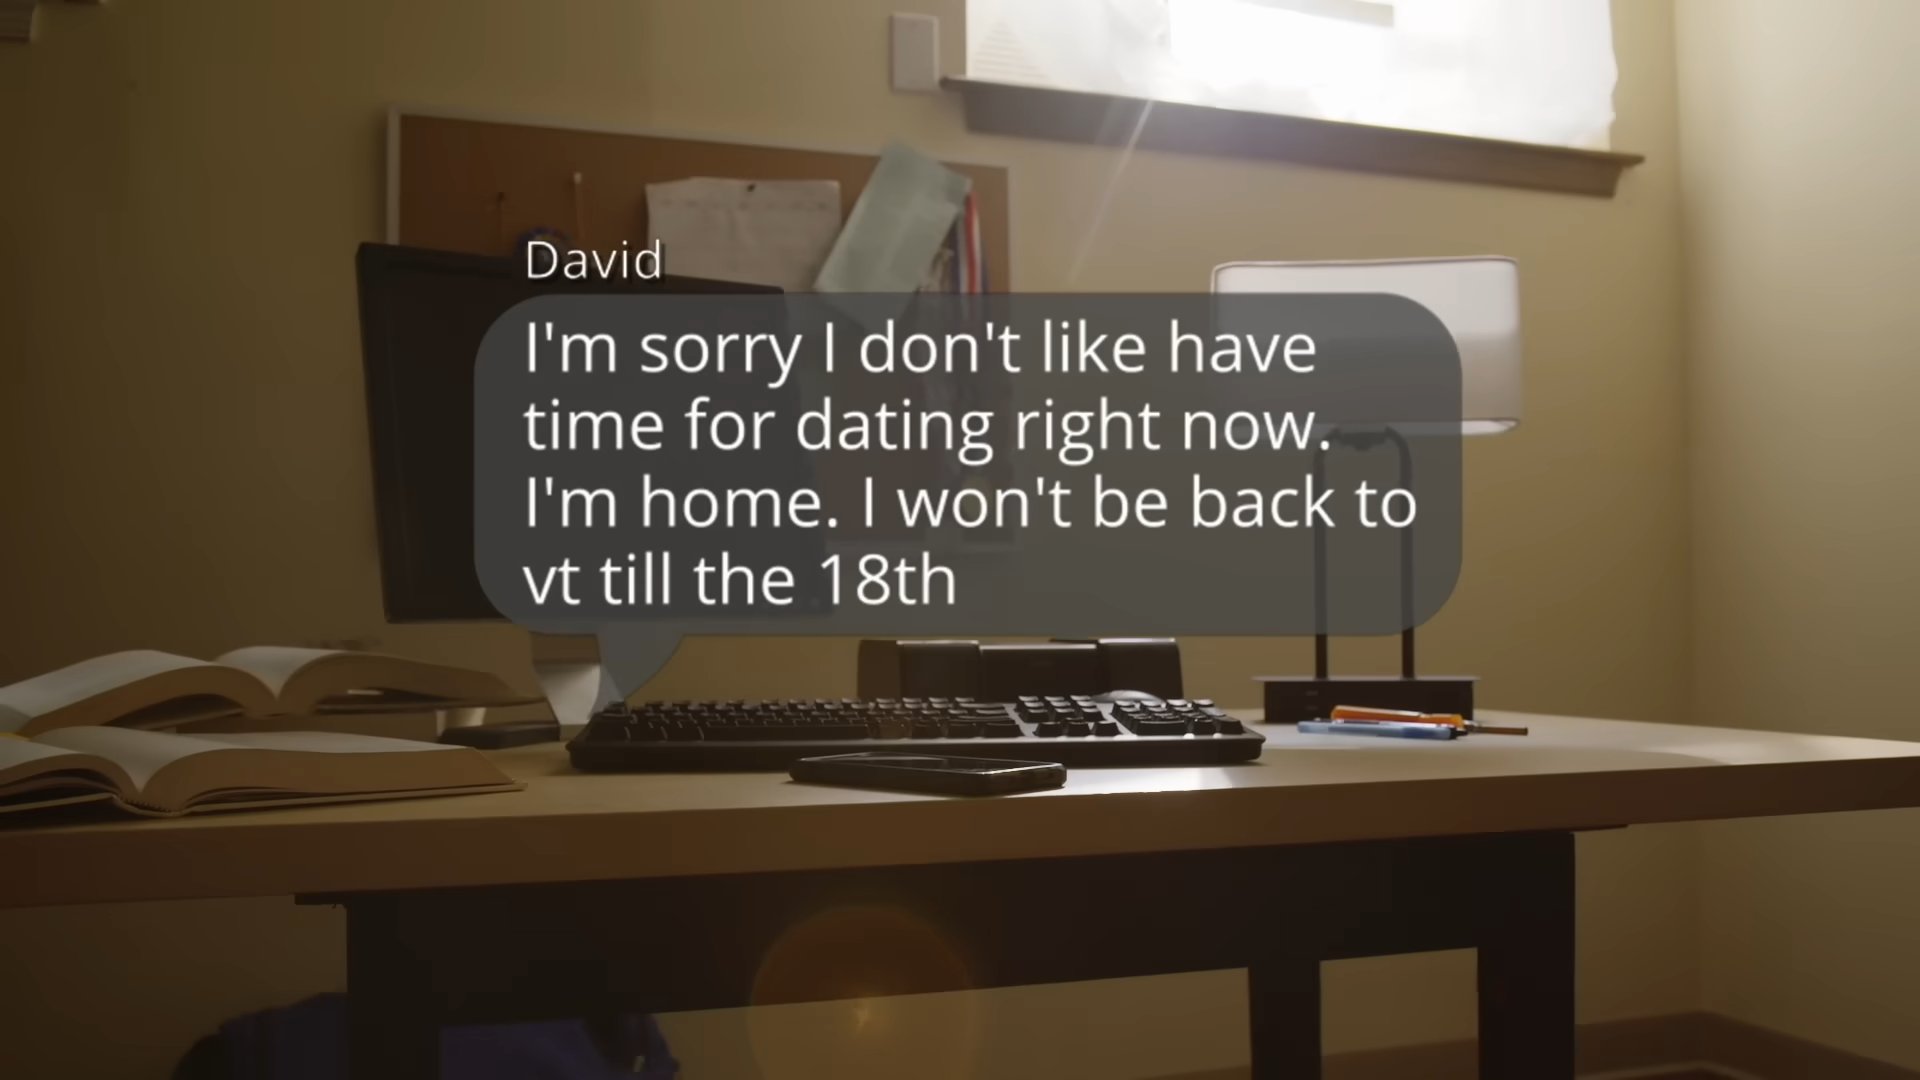 David
I'm sorry I don't like have
time for dating right now.
I'm home. I won't be back to
vt till the 18th